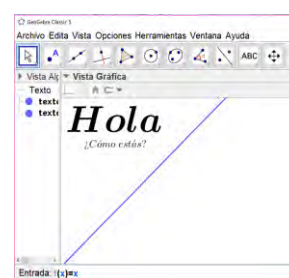 GeoGebra Classic 5
Archivo Edita Vista Opciones Herramientas Ventana Ayuda
ABC
Vista Gráfica
Texto
Hola
¿Cómo estás?
Entrada: f(x)=x